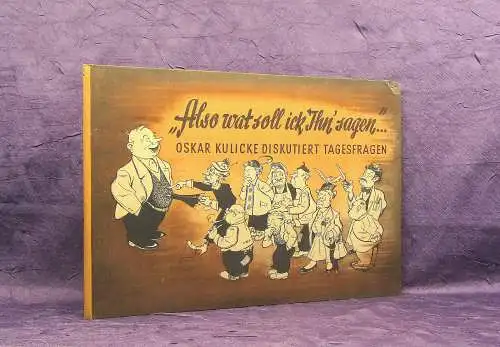 „Also wat soll ick Ihn' sagen..."
OSKAR KULICKE DISKUTIERT TAGESFRAGEN